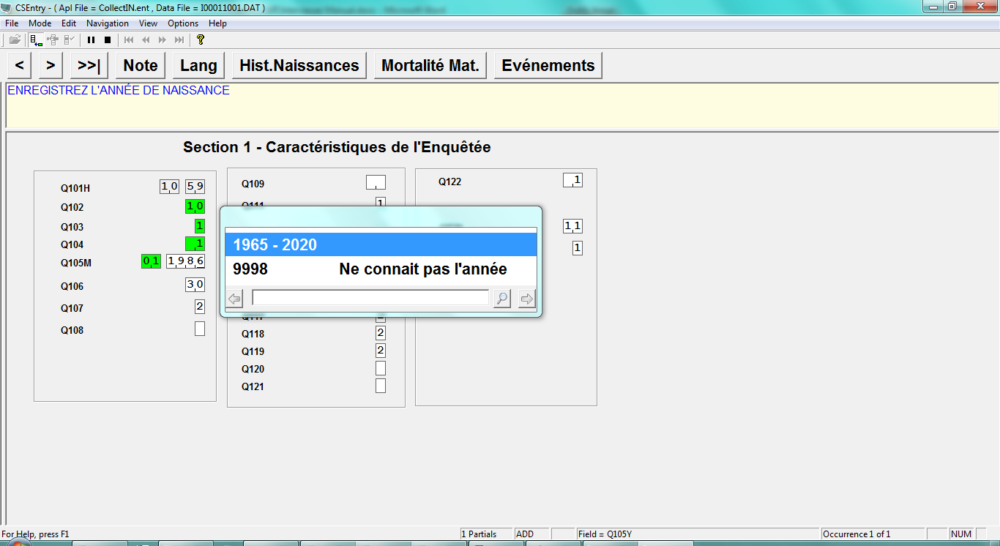 CSEntry - ( Apl File = CollectIN.ent , Data File = I00011001.DAT )
File Mode Edit Navigation View Options Help
< > >>| Note Lang Hist.Naissances Mortalité Mat. Evénements
ENREGISTREZ L'ANNÉE DE NAISSANCE
Section 1 - Caractéristiques de l'Enquêtée
Q101H 10 59
Q102 10
Q103 1
Q104 1
Q105M 01 1986
Q106 30
Q107 2
Q108
Q109
Q111 1
1965 - 2020
9998 Ne connait pas l'année
Q117
Q118 2
Q119 2
Q120
Q121
Q122 1
11
1
For Help, press F1
1 Partials
ADD
Field = Q105Y
Occurrence 1 of 1
NUM